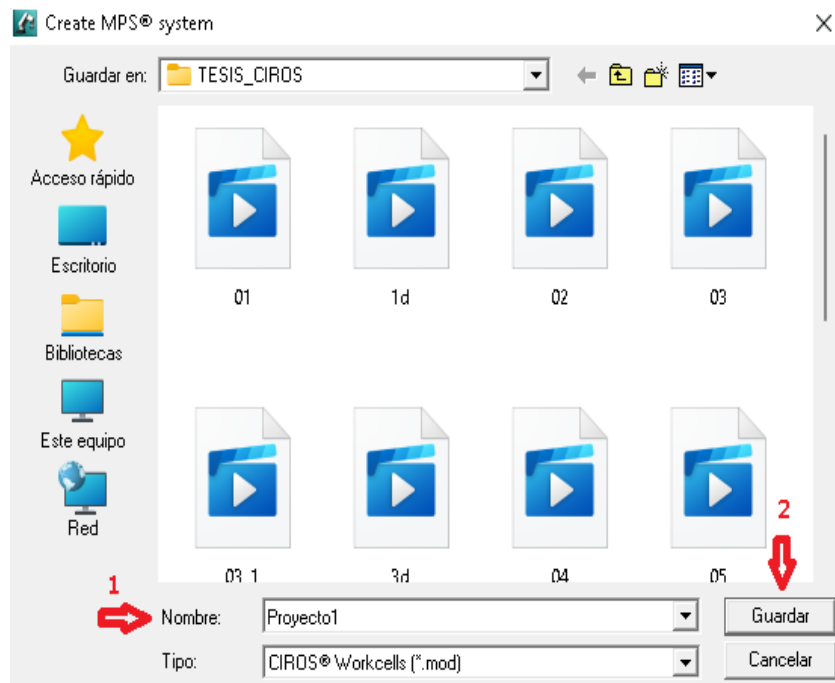 Create MPS® system
Guardar en: TESIS_CIROS
Acceso rápido
Escritorio
Bibliotecas
Este equipo
Red
01 1d 02 03
03_1 3d 04 05
2
1
Nombre: Proyecto1 Guardar
Tipo: CIROS® Workcells (*.mod) Cancelar